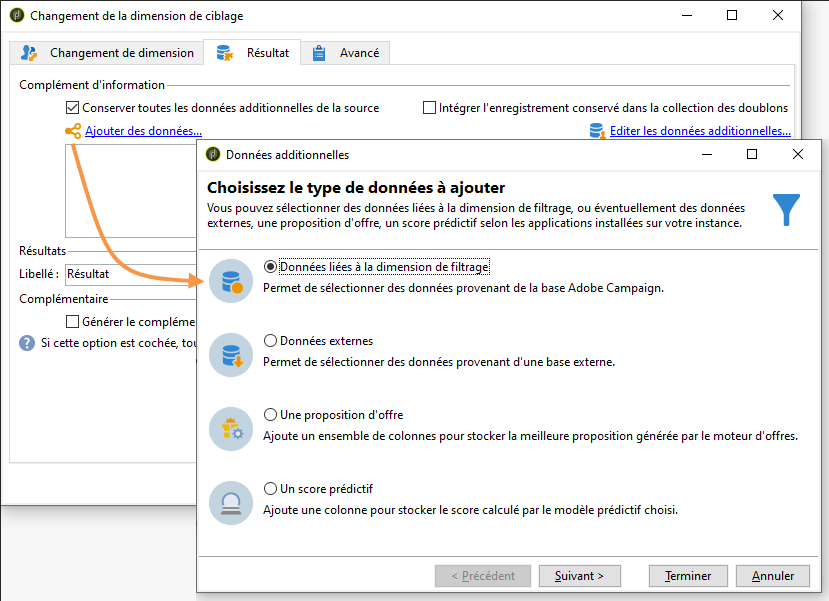 Changement de la dimension de ciblage
Changement de dimension
Résultat
Avancé
Complément d'information
Conserver toutes les données additionnelles de la source
Intégrer l'enregistrement conservé dans la collection des doublons
Ajouter des données...
Editer les données additionnelles...
Résultats
Libellé :
Résultat
Complémentaire
Générer le compléme
Si cette option est cochée, tou
Données additionnelles
Choisissez le type de données à ajouter
Vous pouvez sélectionner des données liées à la dimension de filtrage, ou éventuellement des données
externes, une proposition d'offre, un score prédictif selon les applications installées sur votre instance.
Données liées à la dimension de filtrage
Permet de sélectionner des données provenant de la base Adobe Campaign.
Données externes
Permet de sélectionner des données provenant d'une base externe.
Une proposition d'offre
Ajoute un ensemble de colonnes pour stocker la meilleure proposition générée par le moteur d'offres.
Un score prédictif
Ajoute une colonne pour stocker le score calculé par le modèle prédictif choisi.
< Précédent
Suivant >
Terminer
Annuler